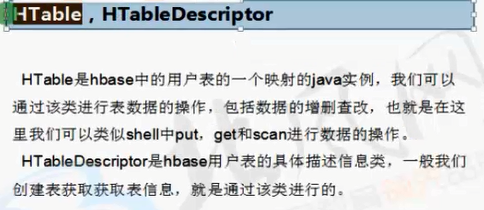 HTable，HTableDescriptor
HTable是hbase中的用户表的一个映射的java实例，我们可以
通过该类进行表数据的操作，包括数据的增删查改，也就是在这
里我们可以类似shell中put，get和scan进行数据的操作。
HTableDescriptor是hbase用户表的具体描述信息类，一般我们
创建表获取获取表信息，就是通过该类进行的。